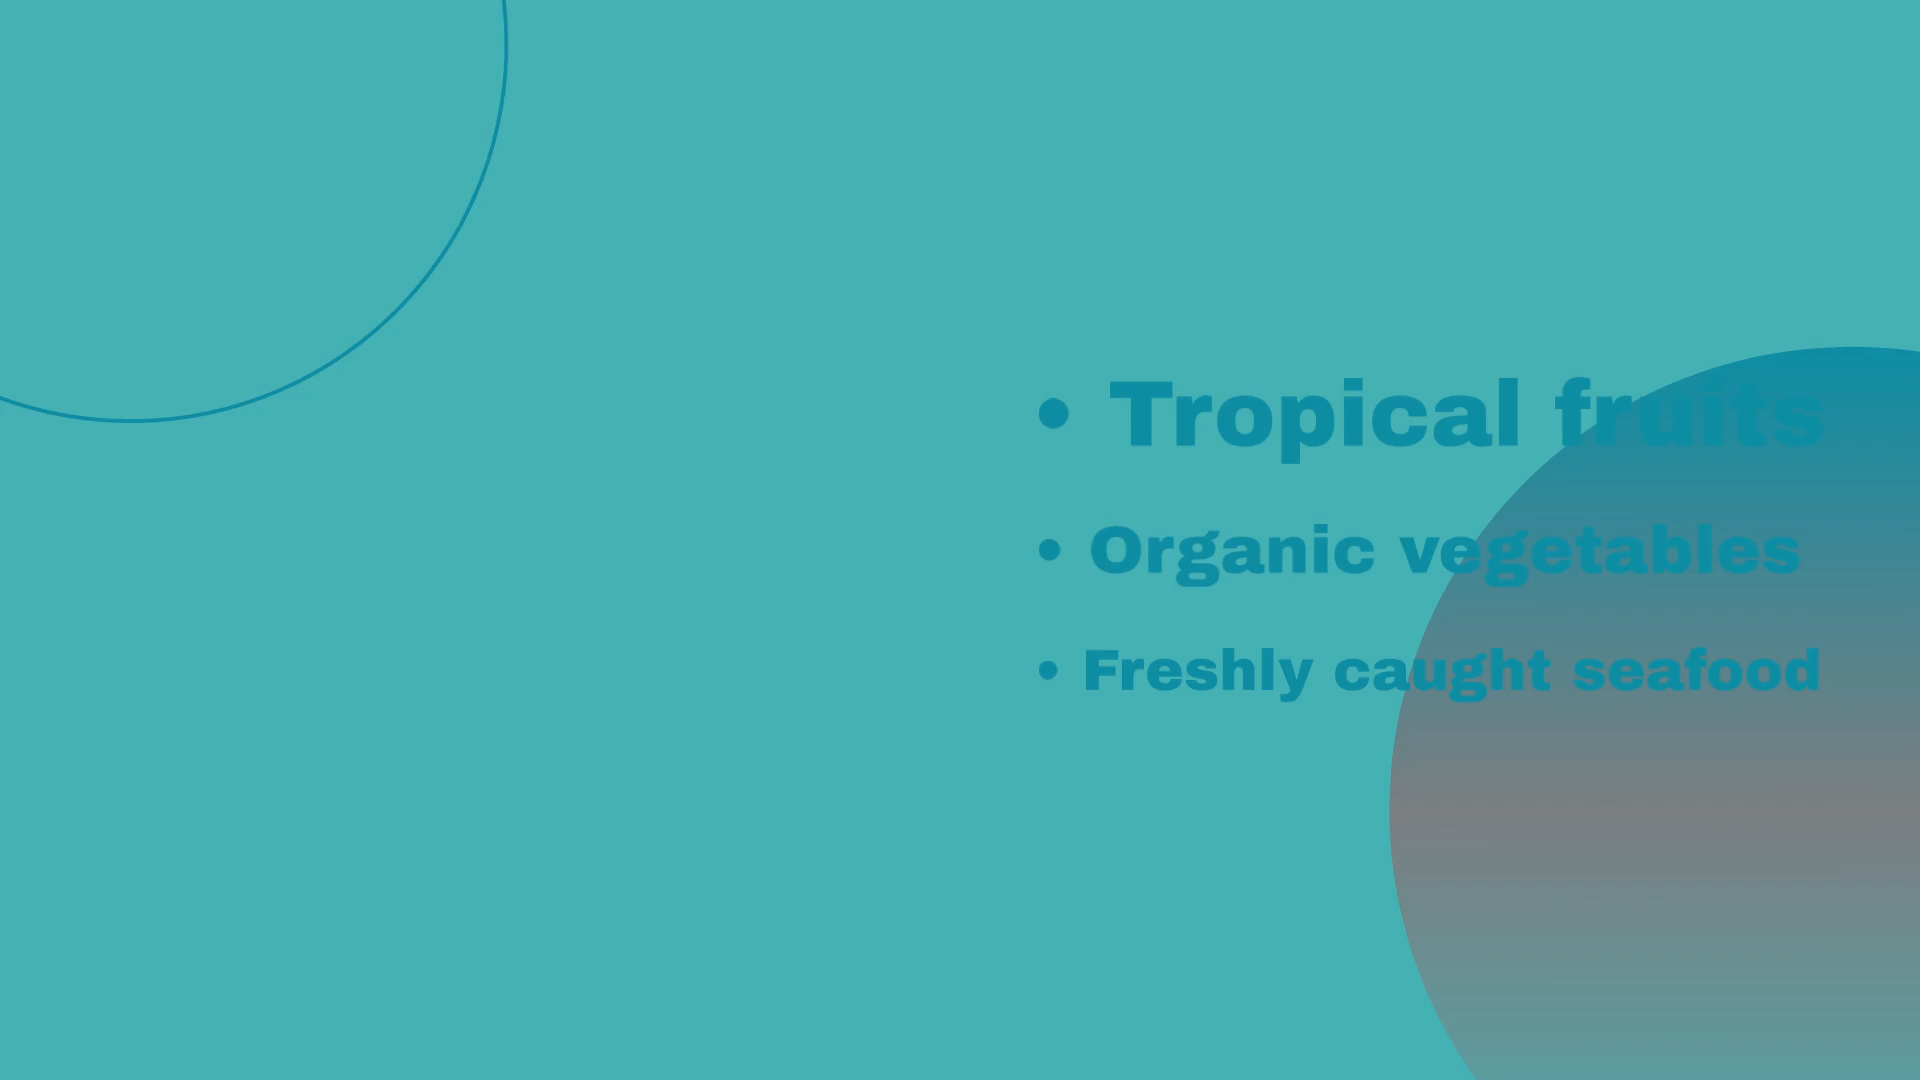 • Tropical fruits
• Organic vegetables
• Freshly caught seafood